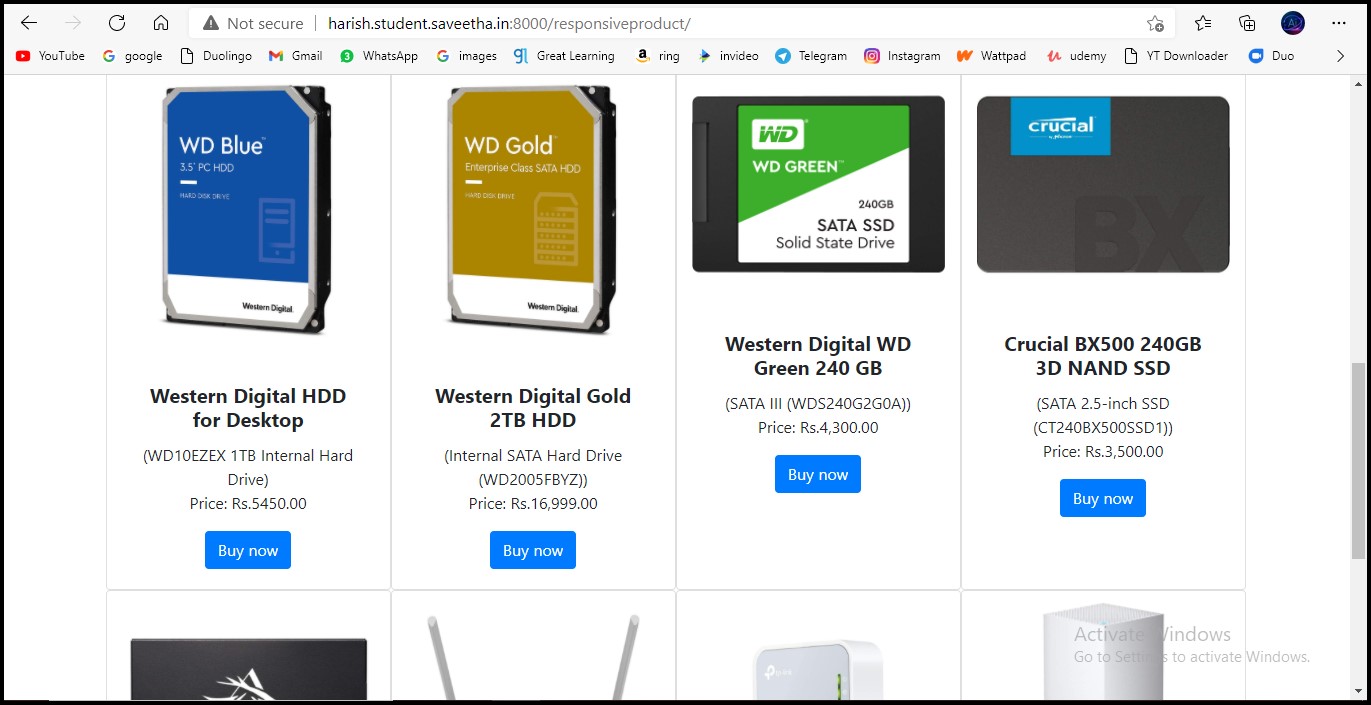 Not secure | harish.student.saveetha.in:8000/responsiveproduct/
YouTube google Duolingo Gmail WhatsApp images Great Learning ring invideo Telegram Instagram Wattpad udemy YT Downloader Duo
WD Blue™
3.5" PC HDD
HARD DISK DRIVE
Western Digital.
Western Digital HDD
for Desktop
(WD10EZEX 1TB Internal Hard
Drive)
Price: Rs.5450.00
Buy now
WD Gold™
Enterprise Class SATA HDD
HARD DISK DRIVE
Western Digital.
Western Digital Gold
2TB HDD
(Internal SATA Hard Drive
(WD2005FBYZ))
Price: Rs.16,999.00
Buy now
WD®
WD GREEN™
240GB
SATA SSD
Solid State Drive
Western Digital WD
Green 240 GB
(SATA III (WDS240G2G0A))
Price: Rs.4,300.00
Buy now
crucial
BX
Crucial BX500 240GB
3D NAND SSD
(SATA 2.5-inch SSD
(CT240BX500SSD1))
Price: Rs.3,500.00
Buy now
tp-link
Activate Windows
Go to Settings to activate Windows.